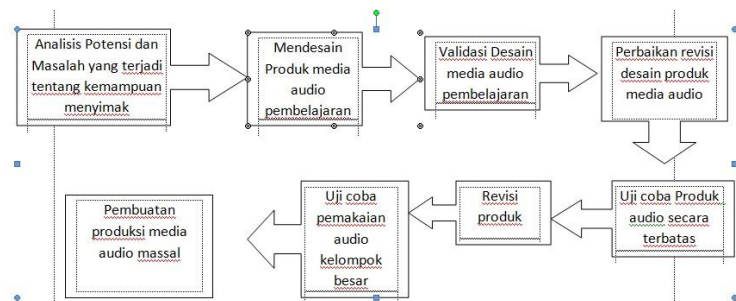 Analisis Potensi dan
Masalah yang terjadi
tentang kemampuan
menyimak
Mendesain
Produk media
audio
pembelajaran
Validasi Desain
media audio
pembelajaran
Perbaikan revisi
desain produk
media audio
Uji coba Produk
audio secara
terbatas
Revisi
produk
Uji coba
pemakaian
audio
kelompok
besar
Pembuatan
produksi media
audio massal